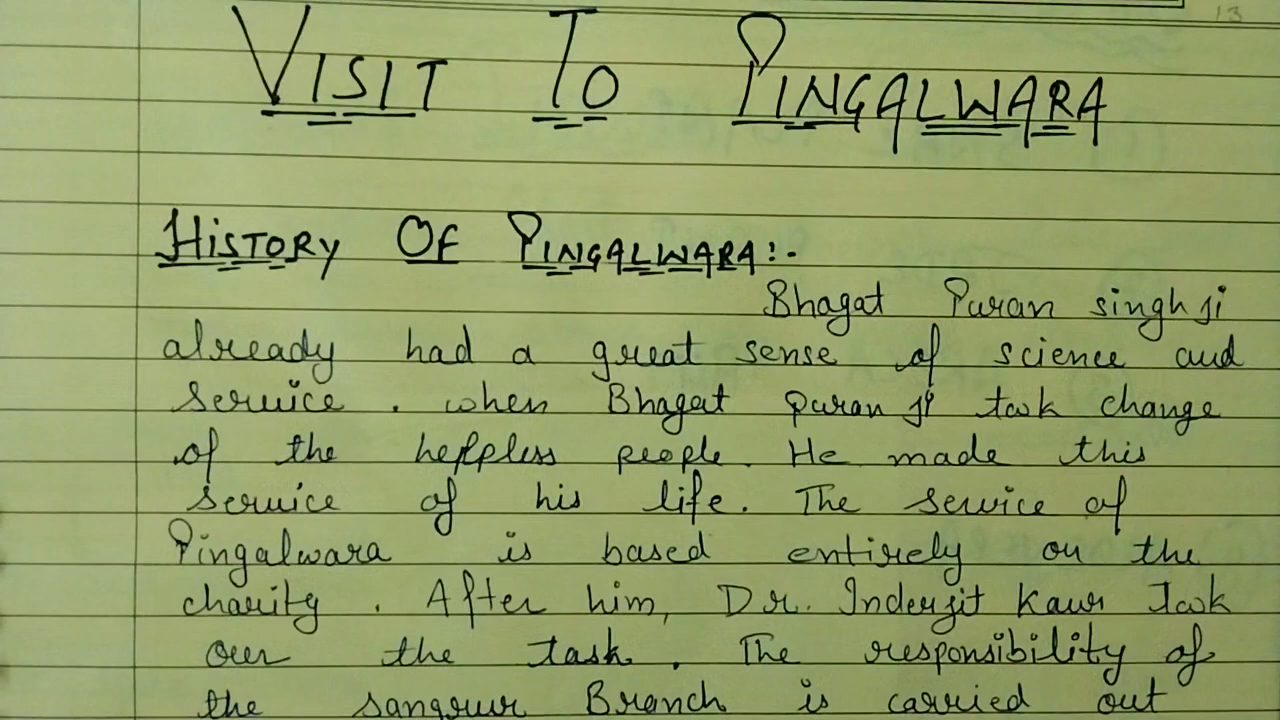 13
VISIT TO PINGALWARA
HISTORY OF PINGALWARA:-
Bhagat Puran singh ji
already had a great sense of science and
service. when Bhagat puran ji took change
of the helpless people. He made this
service of his life. The service of
Pingalwara is based entirely on the
charity. After him, Dr. Inderjit Kaur took
over the task. The responsibility of
the sangrur Branch is carried out